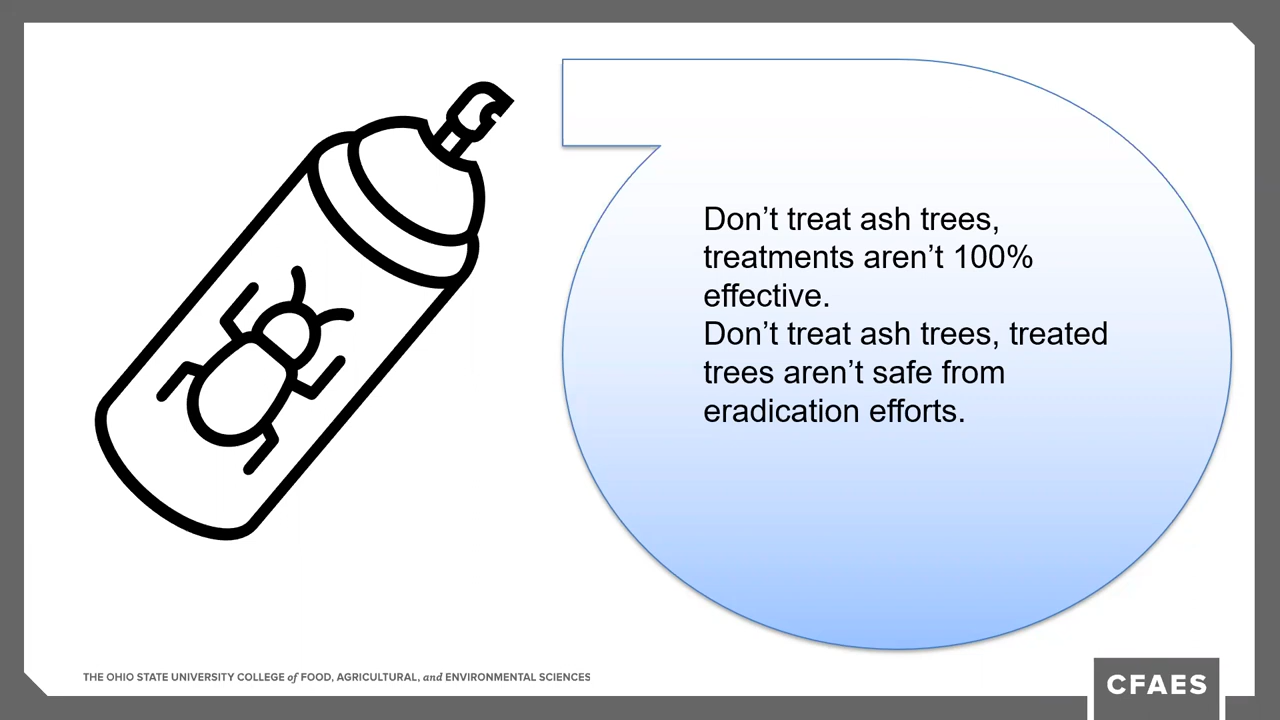 Don’t treat ash trees,
treatments aren’t 100%
effective.
Don’t treat ash trees, treated
trees aren’t safe from
eradication efforts.
THE OHIO STATE UNIVERSITY COLLEGE of FOOD, AGRICULTURAL, and ENVIRONMENTAL SCIENCES
CFAES